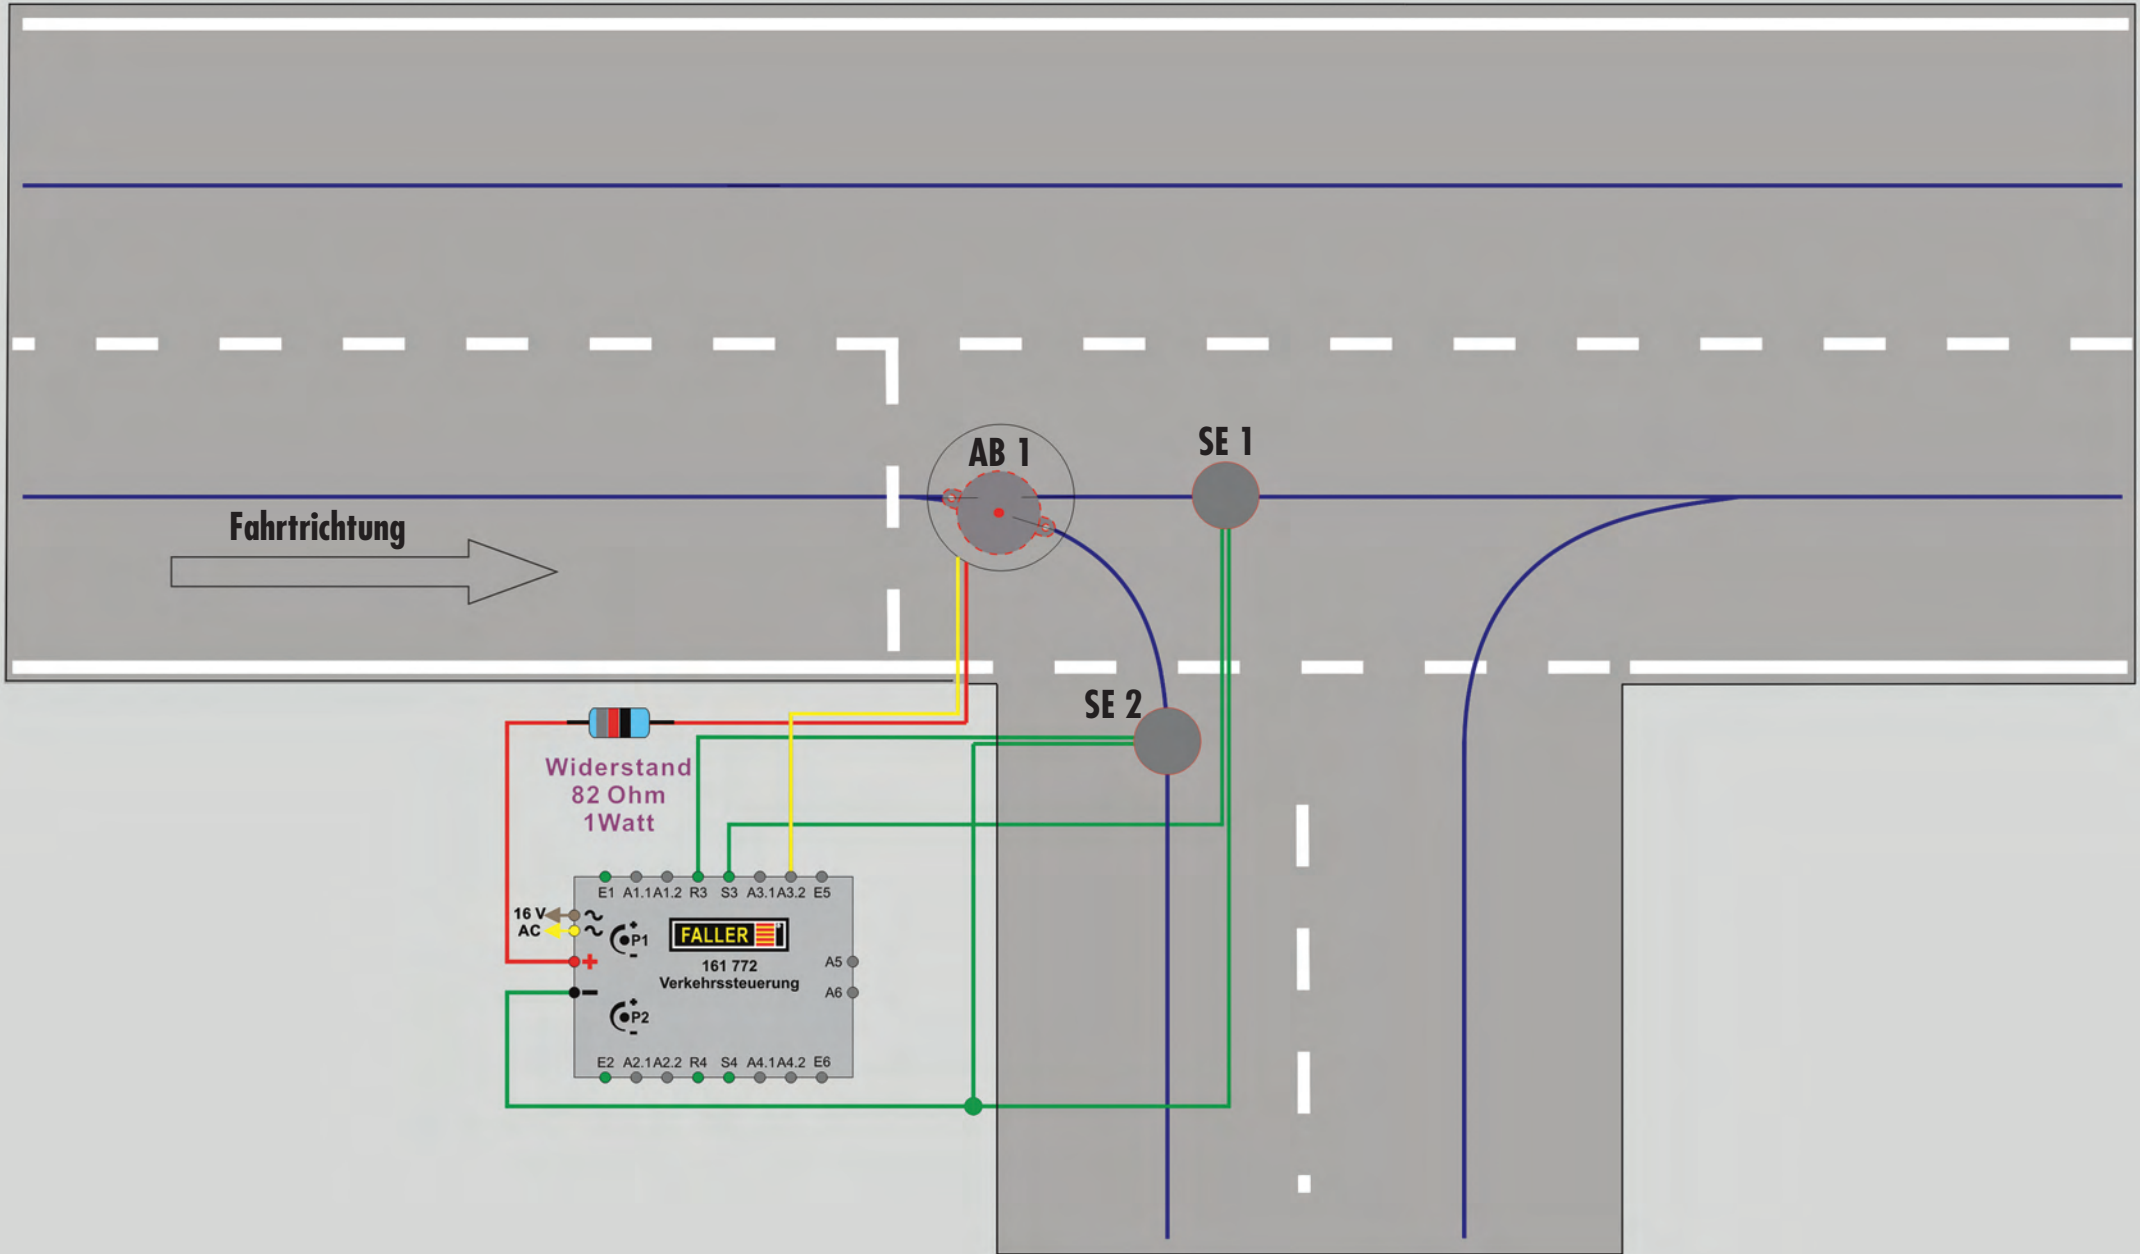 AB 1
SE 1
Fahrtrichtung
SE 2
Widerstand
82 Ohm
1Watt
E1 A1.1 A1.2 R3 S3 A3.1 A3.2 E5
16 V ~
AC ~
+
P1
-
FALLER
161 772
Verkehrssteuerung
A5
A6
+
-
+
P2
-
E2 A2.1 A2.2 R4 S4 A4.1 A4.2 E6